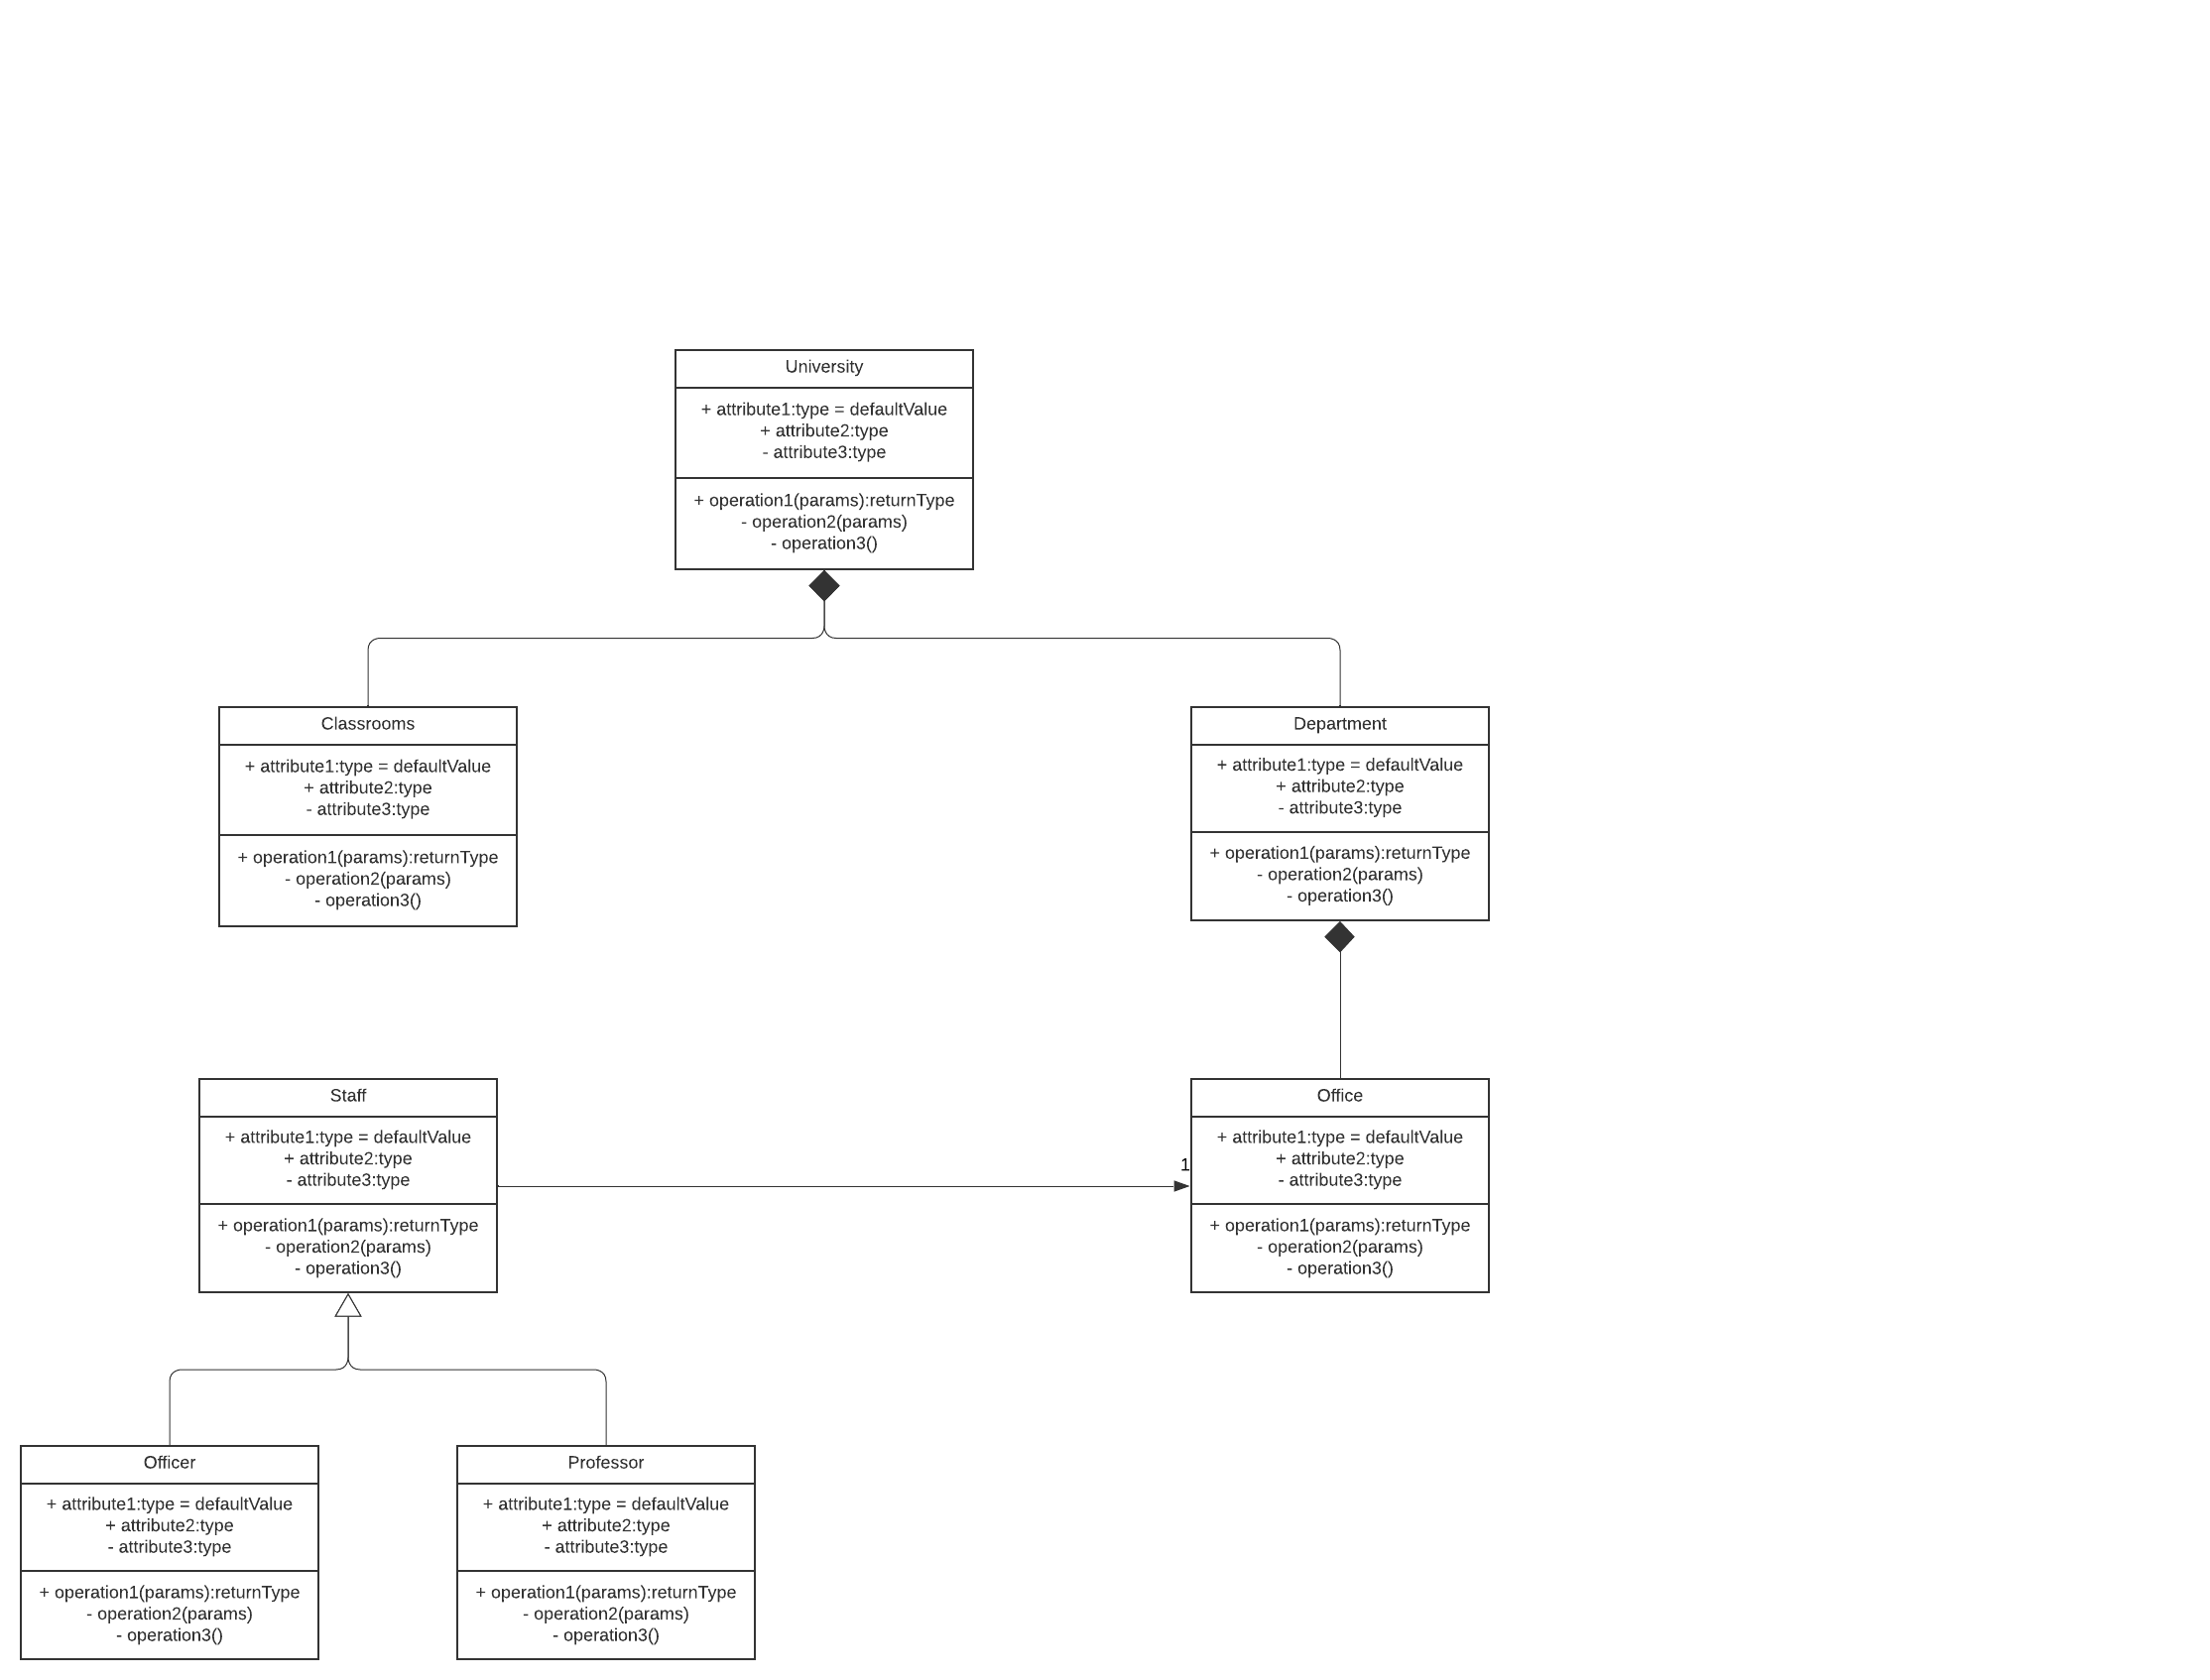 University
+ attribute1:type = defaultValue
+ attribute2:type
- attribute3:type
+ operation1(params):returnType
- operation2(params)
- operation3()
Classrooms
+ attribute1:type = defaultValue
+ attribute2:type
- attribute3:type
+ operation1(params):returnType
- operation2(params)
- operation3()
Department
+ attribute1:type = defaultValue
+ attribute2:type
- attribute3:type
+ operation1(params):returnType
- operation2(params)
- operation3()
Staff
+ attribute1:type = defaultValue
+ attribute2:type
- attribute3:type
+ operation1(params):returnType
- operation2(params)
- operation3()
1
Office
+ attribute1:type = defaultValue
+ attribute2:type
- attribute3:type
+ operation1(params):returnType
- operation2(params)
- operation3()
Officer
+ attribute1:type = defaultValue
+ attribute2:type
- attribute3:type
+ operation1(params):returnType
- operation2(params)
- operation3()
Professor
+ attribute1:type = defaultValue
+ attribute2:type
- attribute3:type
+ operation1(params):returnType
- operation2(params)
- operation3()